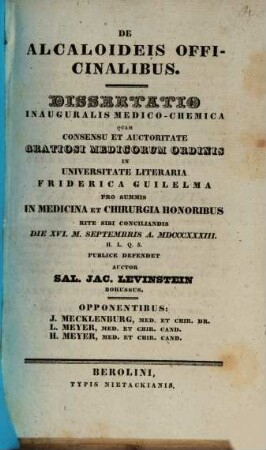 DE
ALCALOIDEIS OFFI-
CINALIBUS.
DISSERTATIO
INAUGURALIS MEDICO-CHEMICA
QUAM
CONSENSU ET AUCTORITATE
GRATIOSI MEDICORUM ORDINIS
IN
UNIVERSITATE LITERARIA
FRIDERICA GUILELMA
PRO SUMMIS
IN MEDICINA ET CHIRURGIA HONORIBUS
RITE SIBI CONCILIANDIS
DIE XVI. M. SEPTEMBRIS A. MDCCCXXXIII.
H. L. Q. S.
PUBLICE DEFENDET
AUCTOR
SAL. JAC. LEVINSTEIN
BORUSSUS.
OPPONENTIBUS:
J. MECKLENBURG, MED. ET CHIR. DR.
L. MEYER, MED. ET CHIR. CAND.
H. MEYER, MED. ET CHIR. CAND.
BEROLINI,
TYPIS NIETACKIANIS.